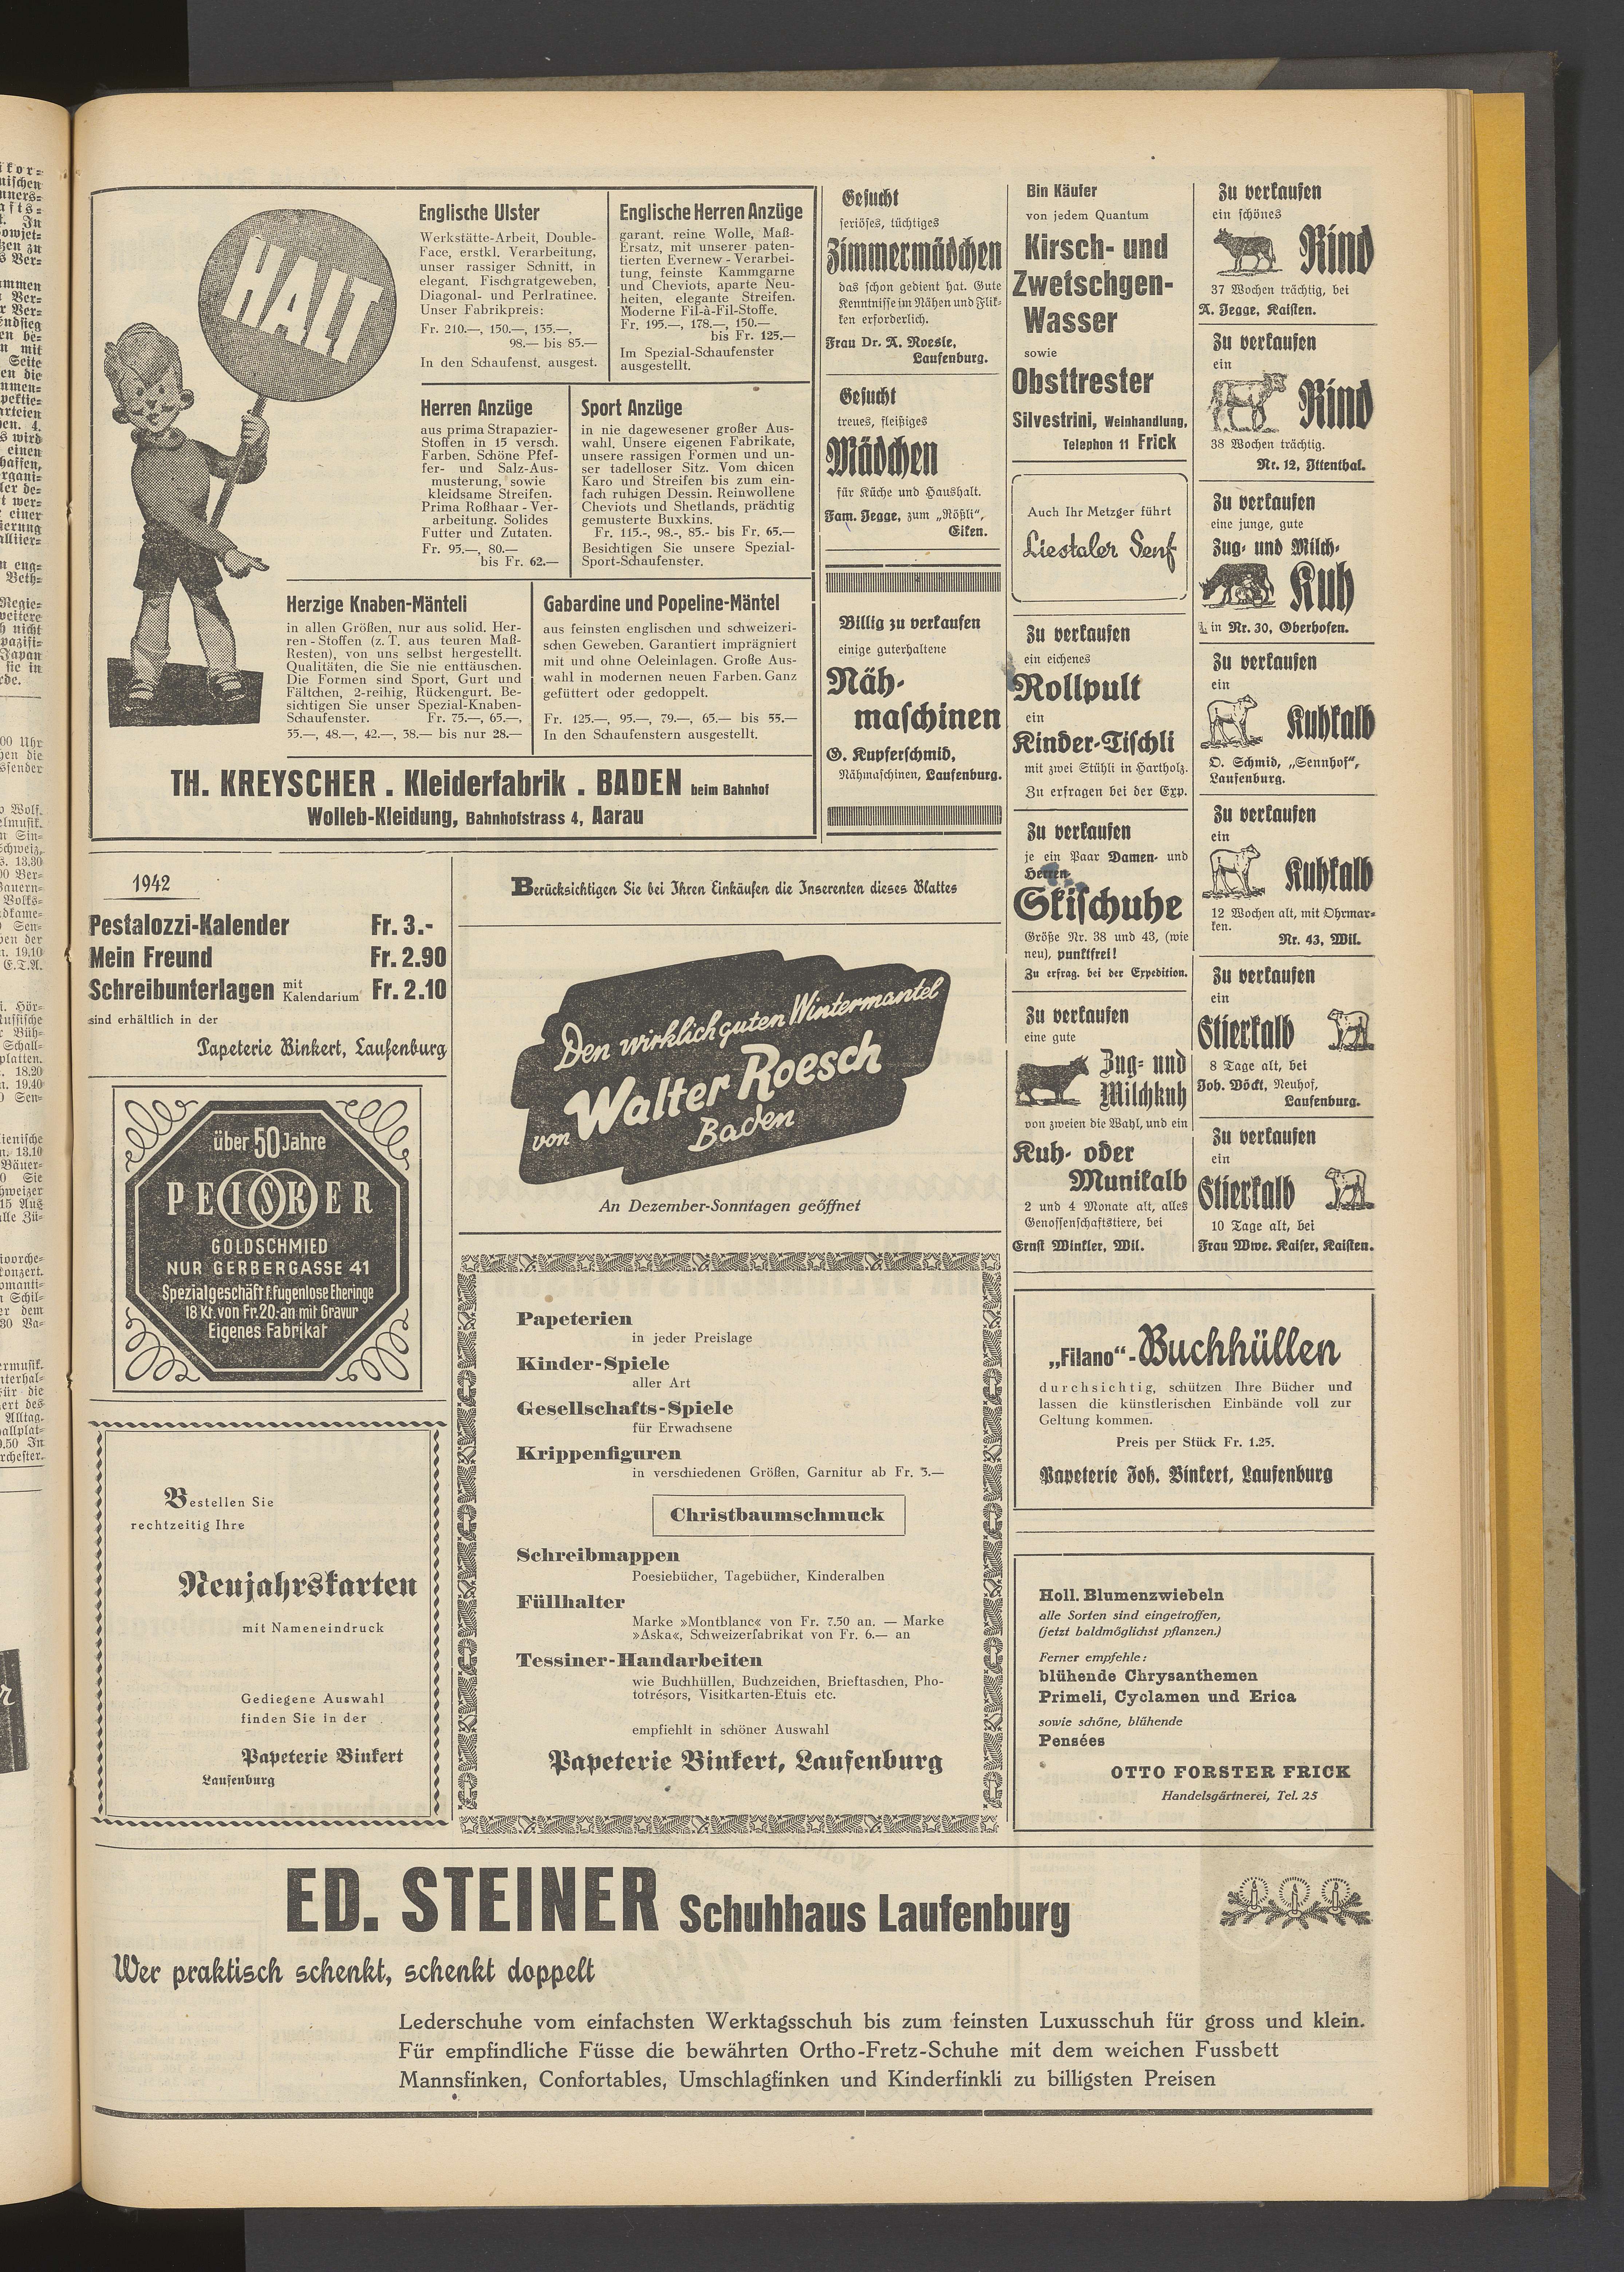 HALT
Englische Ulster
Werkstätte-Arbeit, Double-
Face, erstkl. Verarbeitung,
unser rassiger Schnitt, in
elegant. Fischgratgeweben,
Diagonal- und Perlratinee.
Unser Fabrikpreis:
Fr. 210.—, 150.—, 135.—,
98.— bis 85.—
In den Schaufenst. ausgest.
Englische Herren Anzüge
garant. reine Wolle, Maß-
Ersatz, mit unserer paten-
tierten Evernew-Verarbei-
tung, feinste Kammgarne
und Cheviots, aparte Neu-
heiten, elegante Streifen.
Moderne Fil-à-Fil-Stoffe.
Fr. 195.—, 178.—, 150.—
bis Fr. 125.—
Im Spezial-Schaufenster
ausgestellt.
Herren Anzüge
aus prima Strapazier-
Stoffen in 15 versch.
Farben. Schöne Pfef-
fer- und Salz-Aus-
musterung, sowie
kleidsame Streifen.
Prima Roßhaar-Ver-
arbeitung. Solides
Futter und Zutaten.
Fr. 95.—, 80.—
bis Fr. 62.—
Sport Anzüge
in nie dagewesener großer Aus-
wahl. Unsere eigenen Fabrikate,
unsere rassigen Formen und un-
ser tadelloser Sitz. Vom chicen
Karo und Streifen bis zum ein-
fach ruhigen Dessin. Reinwollene
Cheviots und Shetlands, prächtig
gemusterte Buxkins.
Fr. 115.-, 98.-, 85.- bis Fr. 65.—
Besichtigen Sie unsere Spezial-
Sport-Schaufenster.
Herzige Knaben-Mänteli
in allen Größen, nur aus solid. Her-
ren-Stoffen (z. T. aus teuren Maß-
Resten), von uns selbst hergestellt.
Qualitäten, die Sie nie enttäuschen.
Die Formen sind Sport, Gurt und
Fältchen, 2-reihig, Rückengurt. Be-
sichtigen Sie unser Spezial-Knaben-
Schaufenster. Fr. 75.—, 65.—,
55.—, 48.—, 42.—, 38.— bis nur 28.—
Gabardine und Popeline-Mäntel
aus feinsten englischen und schweizeri-
schen Geweben. Garantiert imprägniert
mit und ohne Oeleinlagen. Große Aus-
wahl in modernen neuen Farben. Ganz
gefüttert oder gedoppelt.
Fr. 125.—, 95.—, 79.—, 65.— bis 55.—
In den Schaufenstern ausgestellt.
TH. KREYSCHER . Kleiderfabrik . BADEN beim Bahnhof
Wolleb-Kleidung, Bahnhofstrass 4, Aarau
Gesucht
seriöses, tüchtiges
Zimmermädchen
das schon gedient hat. Gute
Kenntnisse im Nähen und Flik-
ken erforderlich.
Frau Dr. A. Roesle,
Laufenburg.
Gesucht
treues, fleißiges
Mädchen
für Küche und Haushalt.
Fam. Jegge, zum „Rößli“,
Eiken.
Billig zu verkaufen
einige guterhaltene
Näh-
maschinen
G. Kupferschmid,
Nähmaschinen, Laufenburg.
Bin Käufer
von jedem Quantum
Kirsch- und
Zwetschgen-
Wasser
sowie
Obsttrester
Silvestrini, Weinhandlung,
Telephon 11 Frick
Auch Ihr Metzger führt
Liestaler Senf
Zu verkaufen
ein eichenes
Rollpult
ein
Kinder-Tischli
mit zwei Stühli in Hartholz.
Zu erfragen bei der Exp.
Zu verkaufen
je ein Paar Damen- und
Herren-
Skischuhe
Größe Nr. 38 und 43, (wie
neu), punktfrei!
Zu erfrag. bei der Expedition.
Zu verkaufen
eine gute
Zug- und
Milchkuh
von zweien die Wahl, und ein
Kuh- oder
Munikalb
2 und 4 Monate alt, alles
Genossenschaftstiere, bei
Ernst Winkler, Wil.
Zu verkaufen
ein schönes
Rind
37 Wochen trächtig, bei
A. Jegge, Kaisten.
Zu verkaufen
ein
Rind
38 Wochen trächtig.
Nr. 12, Ittenthal.
Zu verkaufen
eine junge, gute
Zug- und Milch-
Kuh
in Nr. 30, Oberhofen.
Zu verkaufen
ein
Kuhkalb
O. Schmid, „Sennhof“,
Laufenburg.
Zu verkaufen
ein
Kuhkalb
12 Wochen alt, mit Ohrmar-
ken.
Nr. 43, Wil.
Zu verkaufen
ein
Stierkalb
8 Tage alt, bei
Joh. Böckt, Neuhof,
Laufenburg.
Zu verkaufen
ein
Stierkalb
10 Tage alt, bei
Frau Wwe. Kaiser, Kaisten.
1942
Pestalozzi-Kalender Fr. 3.-
Mein Freund Fr. 2.90
Schreibunterlagen mit Kalendarium Fr. 2.10
sind erhältlich in der
Papeterie Binkert, Laufenburg
über 50 Jahre
PEISKER
GOLDSCHMIED
NUR GERBERGASSE 41
Spezialgeschäft f. fugenlose Eheringe
18 Kt. von Fr. 20.- an mit Gravur
Eigenes Fabrikat
Bestellen Sie
rechtzeitig Ihre
Neujahrskarten
mit Nameneindruck
Gediegene Auswahl
finden Sie in der
Papeterie Binkert
Laufenburg
Berücksichtigen Sie bei Ihren Einkäufen die Inserenten dieses Blattes
Den wirklich guten Wintermantel
von Walter Roesch
Baden
An Dezember-Sonntagen geöffnet
Papeterien
in jeder Preislage
Kinder-Spiele
aller Art
Gesellschafts-Spiele
für Erwachsene
Krippenfiguren
in verschiedenen Größen, Garnitur ab Fr. 3.—
Christbaumschmuck
Schreibmappen
Poesiebücher, Tagebücher, Kinderalben
Füllhalter
Marke »Montblanc« von Fr. 7.50 an. — Marke
»Aska«, Schweizerfabrikat von Fr. 6.— an
Tessiner-Handarbeiten
wie Buchhüllen, Buchzeichen, Brieftaschen, Pho-
totrésors, Visitkarten-Etuis etc.
empfiehlt in schöner Auswahl
Papeterie Binkert, Laufenburg
„Filano“-Buchhüllen
durchsichtig, schützen Ihre Bücher und
lassen die künstlerischen Einbände voll zur
Geltung kommen.
Preis per Stück Fr. 1.25.
Papeterie Joh. Binkert, Laufenburg
Holl. Blumenzwiebeln
alle Sorten sind eingetroffen,
(jetzt baldmöglichst pflanzen.)
Ferner empfehle:
blühende Chrysanthemen
Primeli, Cyclamen und Erica
sowie schöne, blühende
Pensées
OTTO FORSTER FRICK
Handelsgärtnerei, Tel. 25
ED. STEINER Schuhhaus Laufenburg
Wer praktisch schenkt, schenkt doppelt
Lederschuhe vom einfachsten Werktagsschuh bis zum feinsten Luxusschuh für gross und klein.
Für empfindliche Füsse die bewährten Ortho-Fretz-Schuhe mit dem weichen Fussbett
Mannsfinken, Confortables, Umschlagfinken und Kinderfinkli zu billigsten Preisen